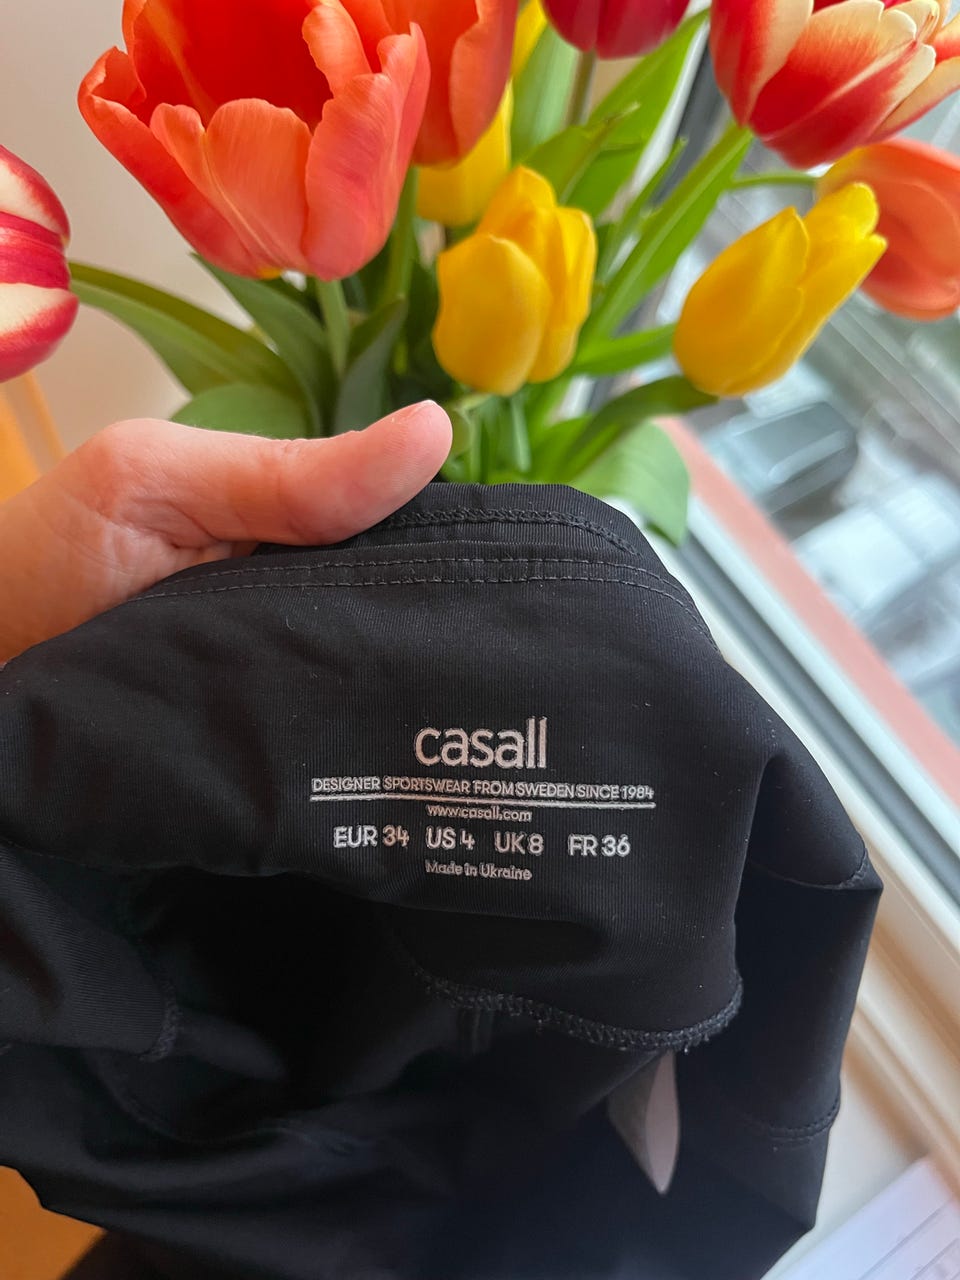 casall
DESIGNER SPORTSWEAR FROM SWEDEN SINCE 1984
www.casall.com
EUR 34 US 4 UK 8 FR 36
Made in Ukraine